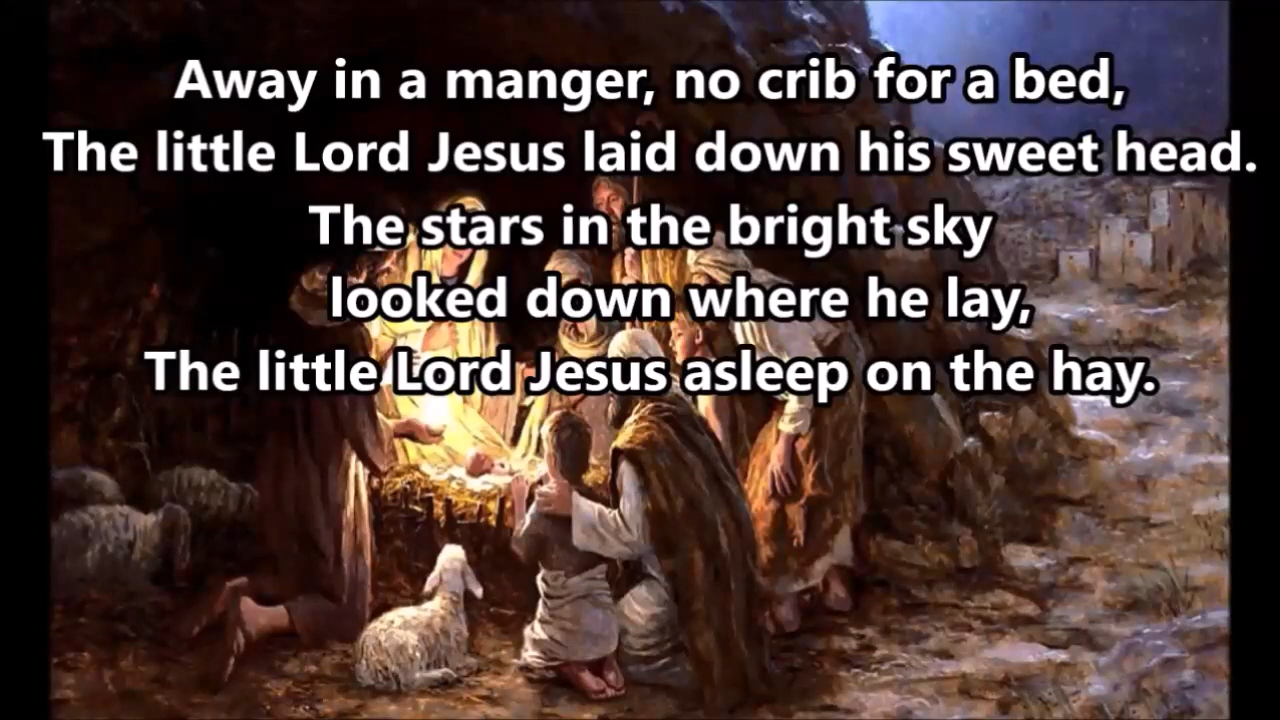 Away in a manger, no crib for a bed,
The little Lord Jesus laid down his sweet head.
The stars in the bright sky
looked down where he lay,
The little Lord Jesus asleep on the hay.